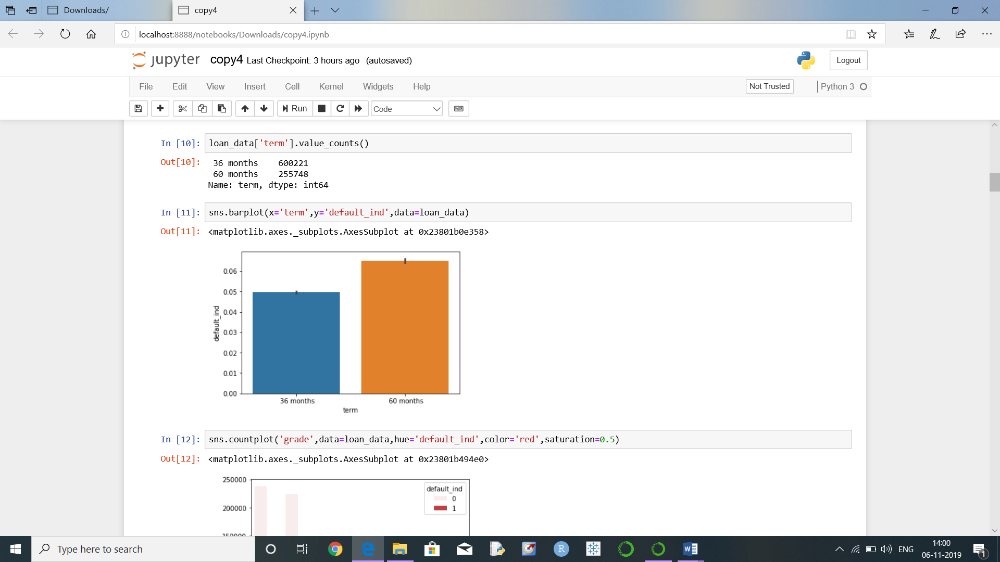 Downloads/
copy4
localhost:8888/notebooks/Downloads/copy4.ipynb
jupyter copy4 Last Checkpoint: 3 hours ago (autosaved)
Logout
File Edit View Insert Cell Kernel Widgets Help
Not Trusted
Python 3
Run
Code
In [10]: loan_data['term'].value_counts()
Out[10]: 36 months 600221
60 months 255748
Name: term, dtype: int64
In [11]: sns.barplot(x='term',y='default_ind',data=loan_data)
Out[11]: <matplotlib.axes._subplots.AxesSubplot at 0x23801b0e358>
0.06
0.05
0.04
0.03
0.02
0.01
0.00
default_ind
36 months 60 months
term
In [12]: sns.countplot('grade',data=loan_data,hue='default_ind',color='red',saturation=0.5)
Out[12]: <matplotlib.axes._subplots.AxesSubplot at 0x23801b494e0>
250000
200000
150000
default_ind
0
1
Type here to search
R
W
ENG
14:00
06-11-2019
1